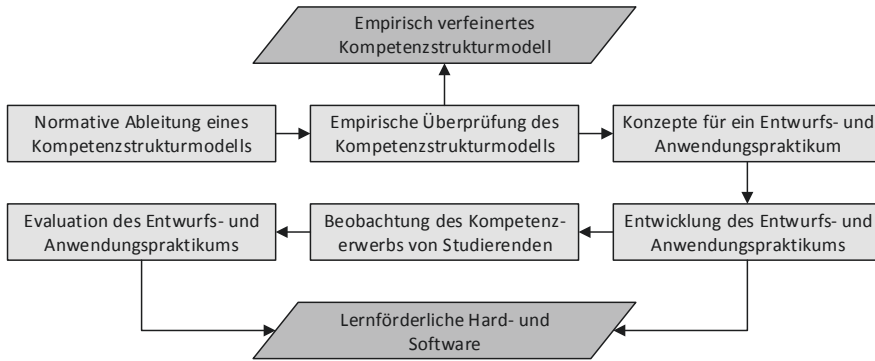 Empirisch verfeinertes
Kompetenzstrukturmodell
Normative Ableitung eines
Kompetenzstrukturmodells
Empirische Überprüfung des
Kompetenzstrukturmodells
Konzepte für ein Entwurfs- und
Anwendungspraktikum
Evaluation des Entwurfs- und
Anwendungspraktikums
Beobachtung des Kompetenz-
erwerbs von Studierenden
Entwicklung des Entwurfs- und
Anwendungspraktikums
Lernförderliche Hard- und
Software